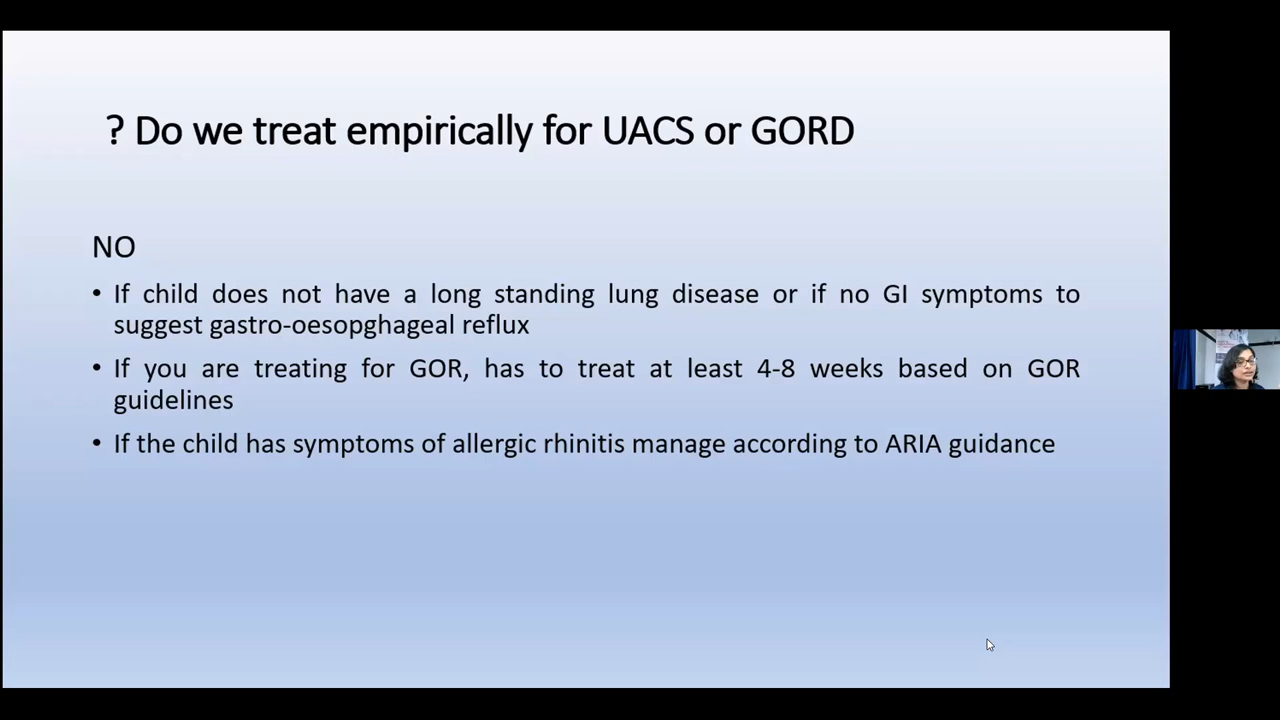 ? Do we treat empirically for UACS or GORD
NO
• If child does not have a long standing lung disease or if no GI symptoms to
suggest gastro-oesopghageal reflux
• If you are treating for GOR, has to treat at least 4-8 weeks based on GOR
guidelines
• If the child has symptoms of allergic rhinitis manage according to ARIA guidance